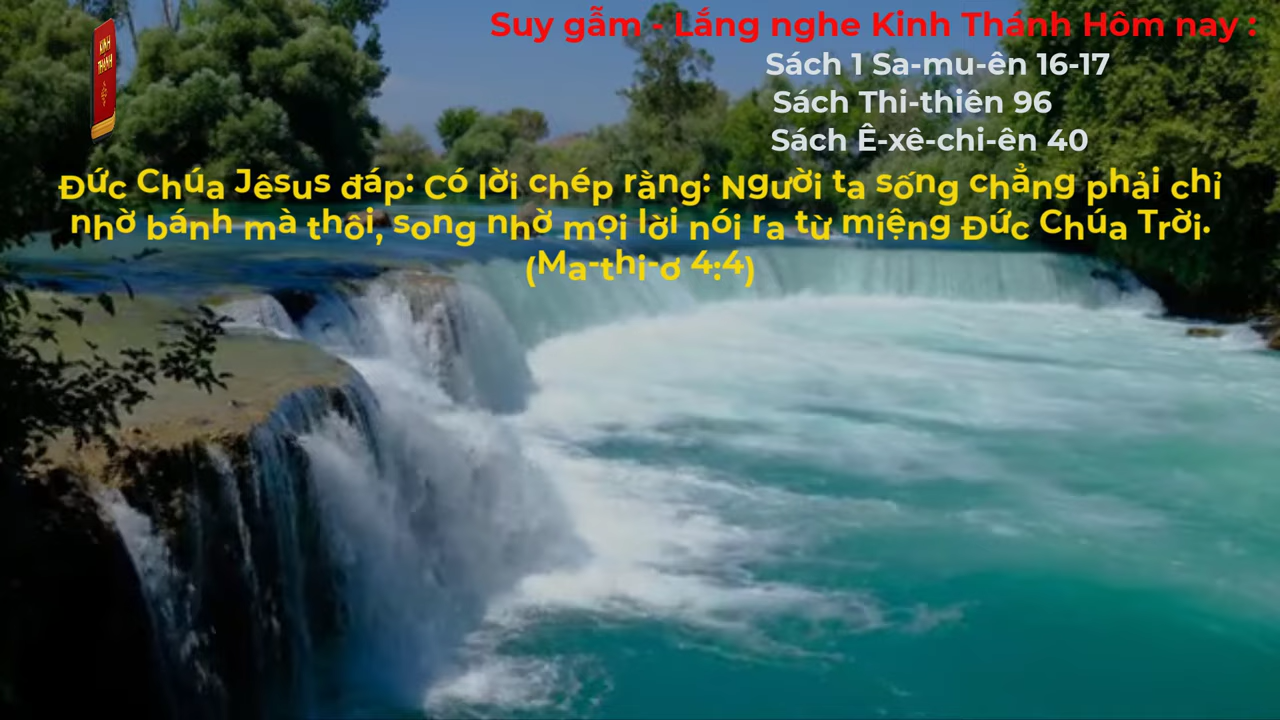 Suy gẫm - Lắng nghe Kinh Thánh Hôm nay :
Sách 1 Sa-mu-ên 16-17
Sách Thi-thiên 96
Sách Ê-xê-chi-ên 40
KINH
THÁNH
Đức Chúa Jêsus đáp: Có lời chép rằng: Người ta sống chẳng phải chỉ
nhờ bánh mà thôi, song nhờ mọi lời nói ra từ miệng Đức Chúa Trời.
(Ma-thi-ơ 4:4)